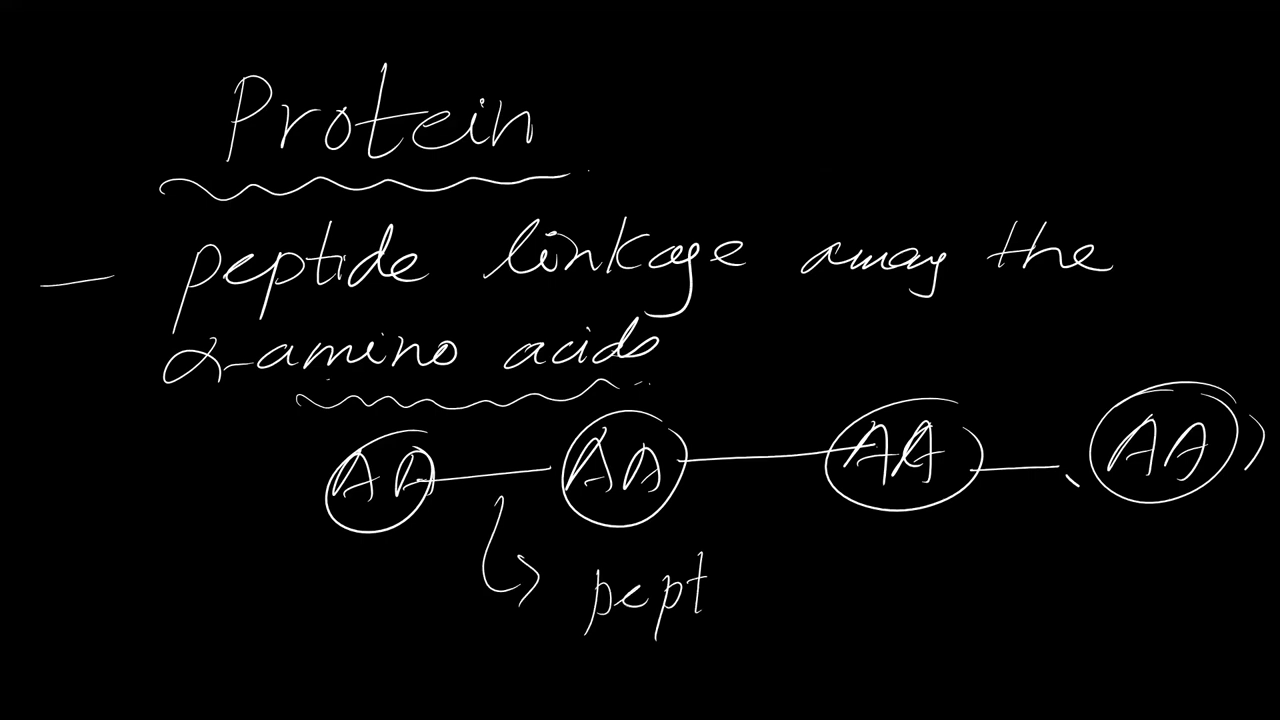 Protein
— peptide linkage among the
α-amino acids
AA — AA — AA — AA
pept